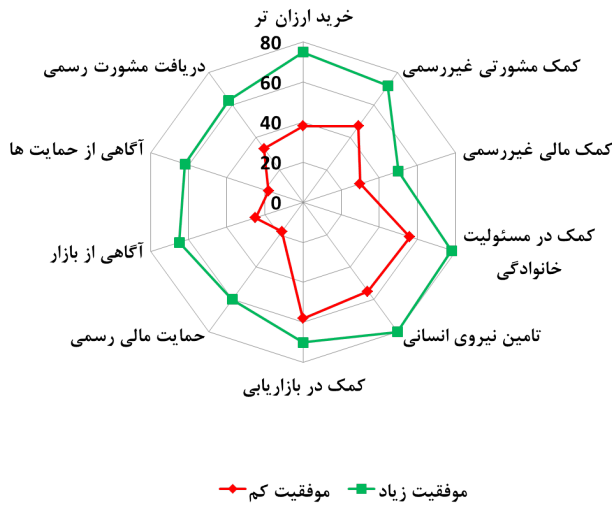 خرید ارزان تر
80
60
40
20
0
کمک مشورتی غیررسمی
کمک مالی غیررسمی
کمک در مسئولیت
خانوادگی
تامین نیروی انسانی
کمک در بازاریابی
حمایت مالی رسمی
آگاهی از بازار
آگاهی از حمایت ها
دریافت مشورت رسمی
موفقیت زیاد
موفقیت کم